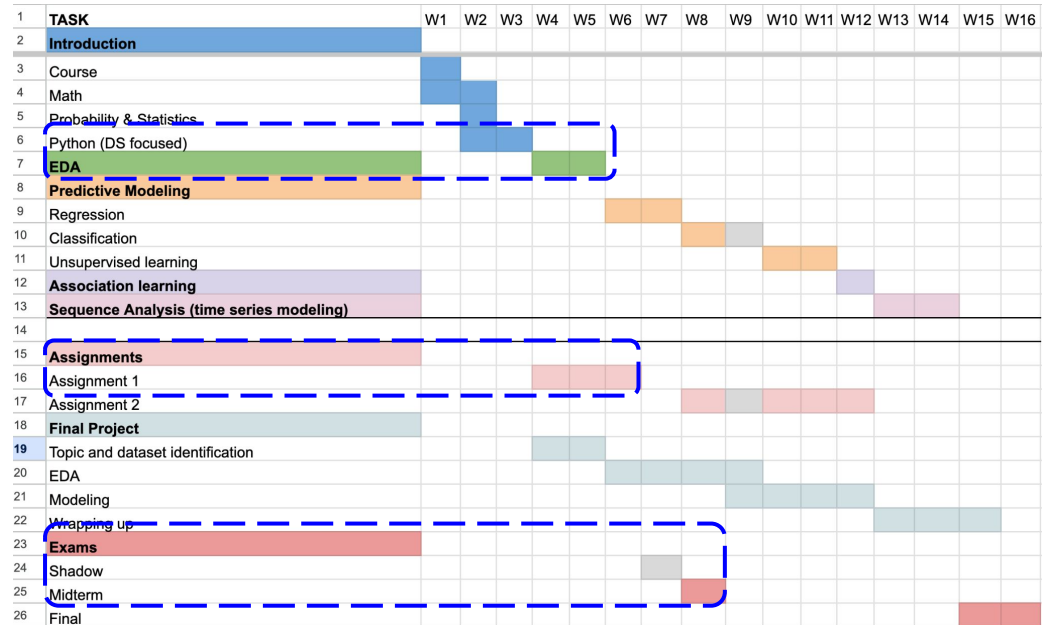 1 TASK W1 W2 W3 W4 W5 W6 W7 W8 W9 W10 W11 W12 W13 W14 W15 W16
2 Introduction
3 Course
4 Math
5 Probability & Statistics
6 Python (DS focused)
7 EDA
8 Predictive Modeling
9 Regression
10 Classification
11 Unsupervised learning
12 Association learning
13 Sequence Analysis (time series modeling)
14
15 Assignments
16 Assignment 1
17 Assignment 2
18 Final Project
19 Topic and dataset identification
20 EDA
21 Modeling
22 Wrapping up
23 Exams
24 Shadow
25 Midterm
26 Final